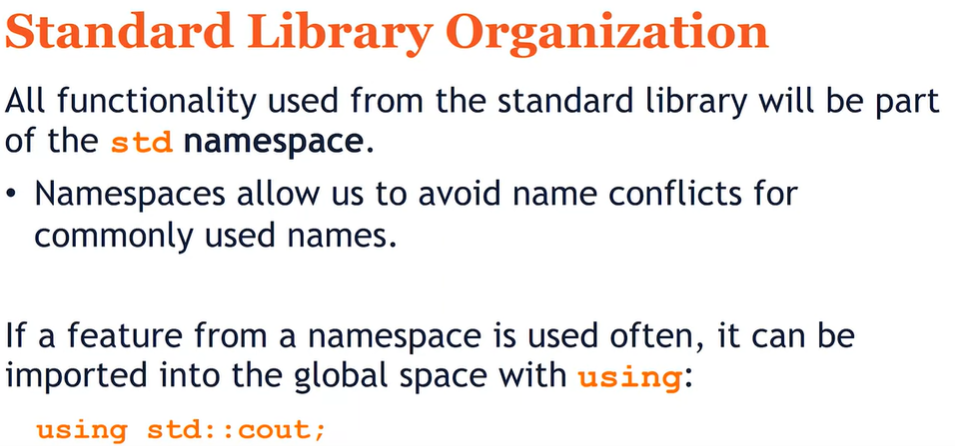 Standard Library Organization
All functionality used from the standard library will be part
of the std namespace.
• Namespaces allow us to avoid name conflicts for
commonly used names.
If a feature from a namespace is used often, it can be
imported into the global space with using:
using std::cout;